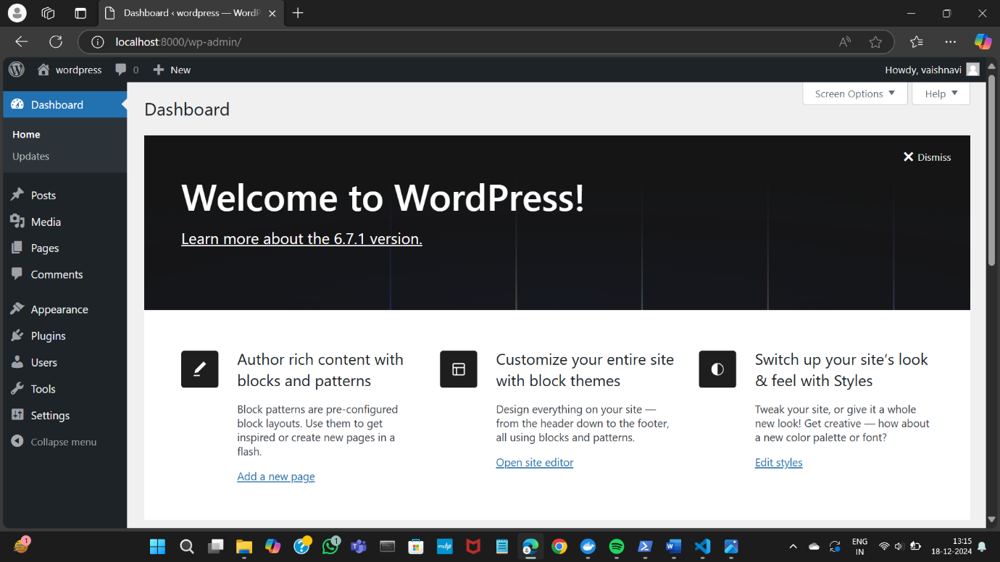 Dashboard ‹ wordpress — WordP
localhost:8000/wp-admin/
wordpress
0
New
Howdy, vaishnavi
Dashboard
Home
Updates
Posts
Media
Pages
Comments
Appearance
Plugins
Users
Tools
Settings
Collapse menu
Screen Options
Help
Dashboard
Dismiss
Welcome to WordPress!
Learn more about the 6.7.1 version.
Author rich content with
blocks and patterns
Block patterns are pre-configured
block layouts. Use them to get
inspired or create new pages in a
flash.
Add a new page
Customize your entire site
with block themes
Design everything on your site —
from the header down to the footer,
all using blocks and patterns.
Open site editor
Switch up your site’s look
& feel with Styles
Tweak your site, or give it a whole
new look! Get creative — how about
a new color palette or font?
Edit styles
1
1
myhp
ENG
IN
13:15
18-12-2024